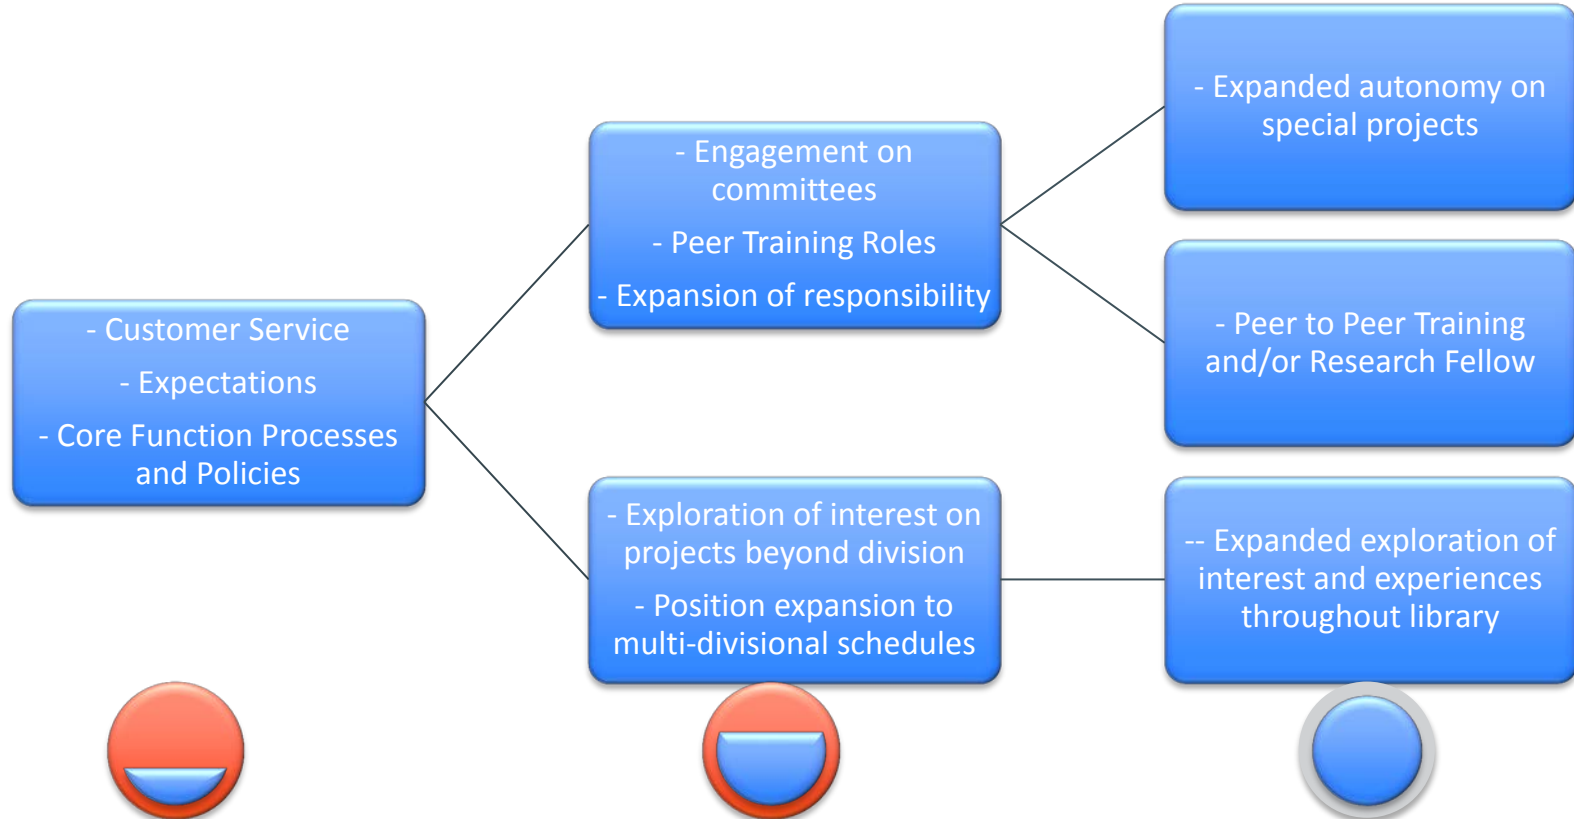 - Customer Service
- Expectations
- Core Function Processes
and Policies
- Engagement on
committees
- Peer Training Roles
- Expansion of responsibility
- Exploration of interest on
projects beyond division
- Position expansion to
multi-divisional schedules
- Expanded autonomy on
special projects
- Peer to Peer Training
and/or Research Fellow
-- Expanded exploration of
interest and experiences
throughout library